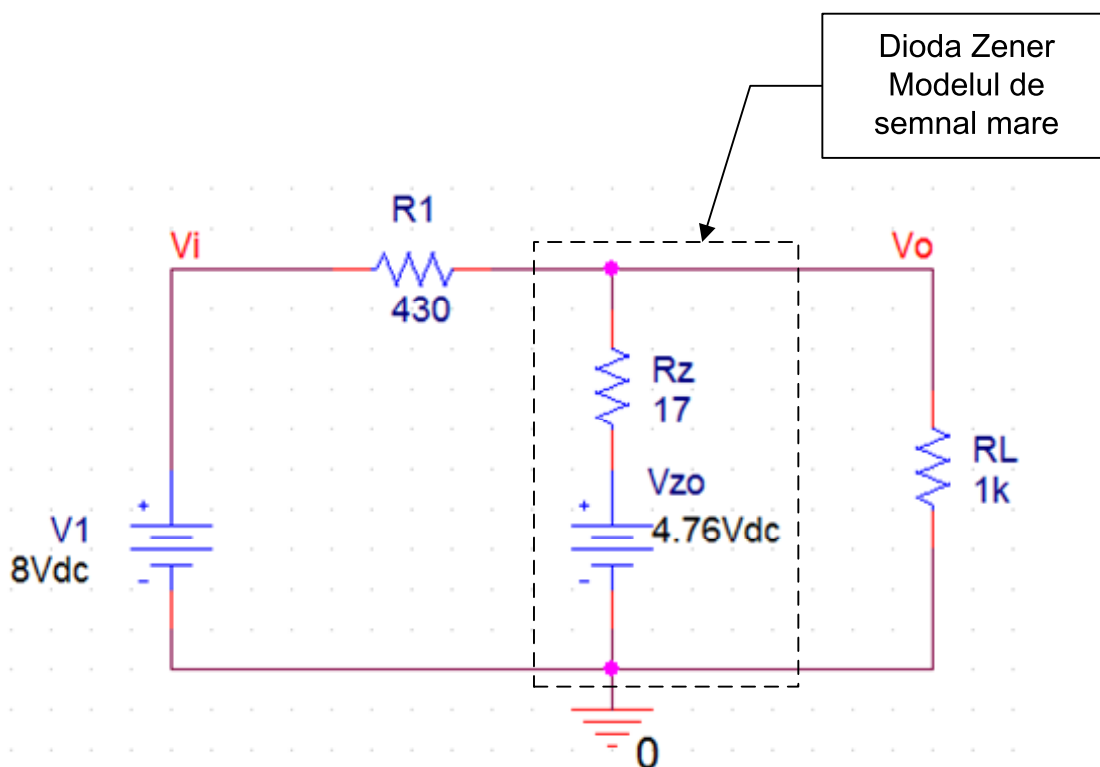 Dioda Zener
Modelul de
semnal mare
R1
Vi
Vo
430
Rz
17
RL
1k
Vzo
4.76Vdc
+
+
V1
8Vdc
-
-
0